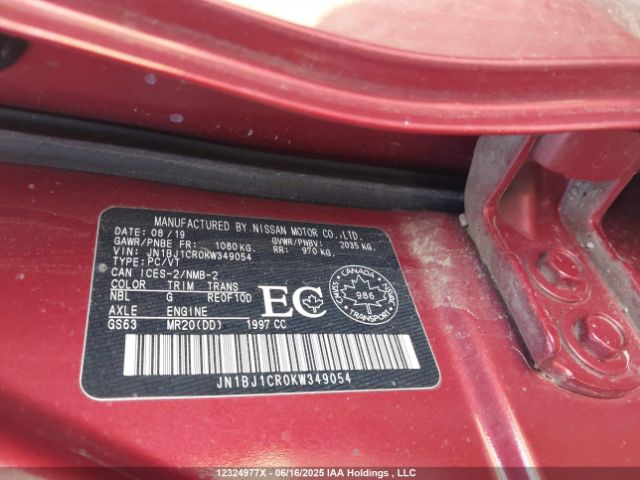 MANUFACTURED BY.NISSAN MOTOR CO.,LTD.
DATE: 08/19
GAWR/PNBE FR: 1080KG. GVWR/PNBV: 2035 KG.
RR: 970 KG.
VIN: JN1BJ1CR0KW349054
TYPE:PC/VT
CAN ICES-2/NMB-2
COLOR TRIM TRANS
NBL G RE0F10D
AXLE ENGINE
GS63 MR20(DD) 1997 CC
EC
CANADA
986
TRANSPORT
JN1BJ1CR0KW349054
12324977X 06/16/2025 IAA Holdings , LLC